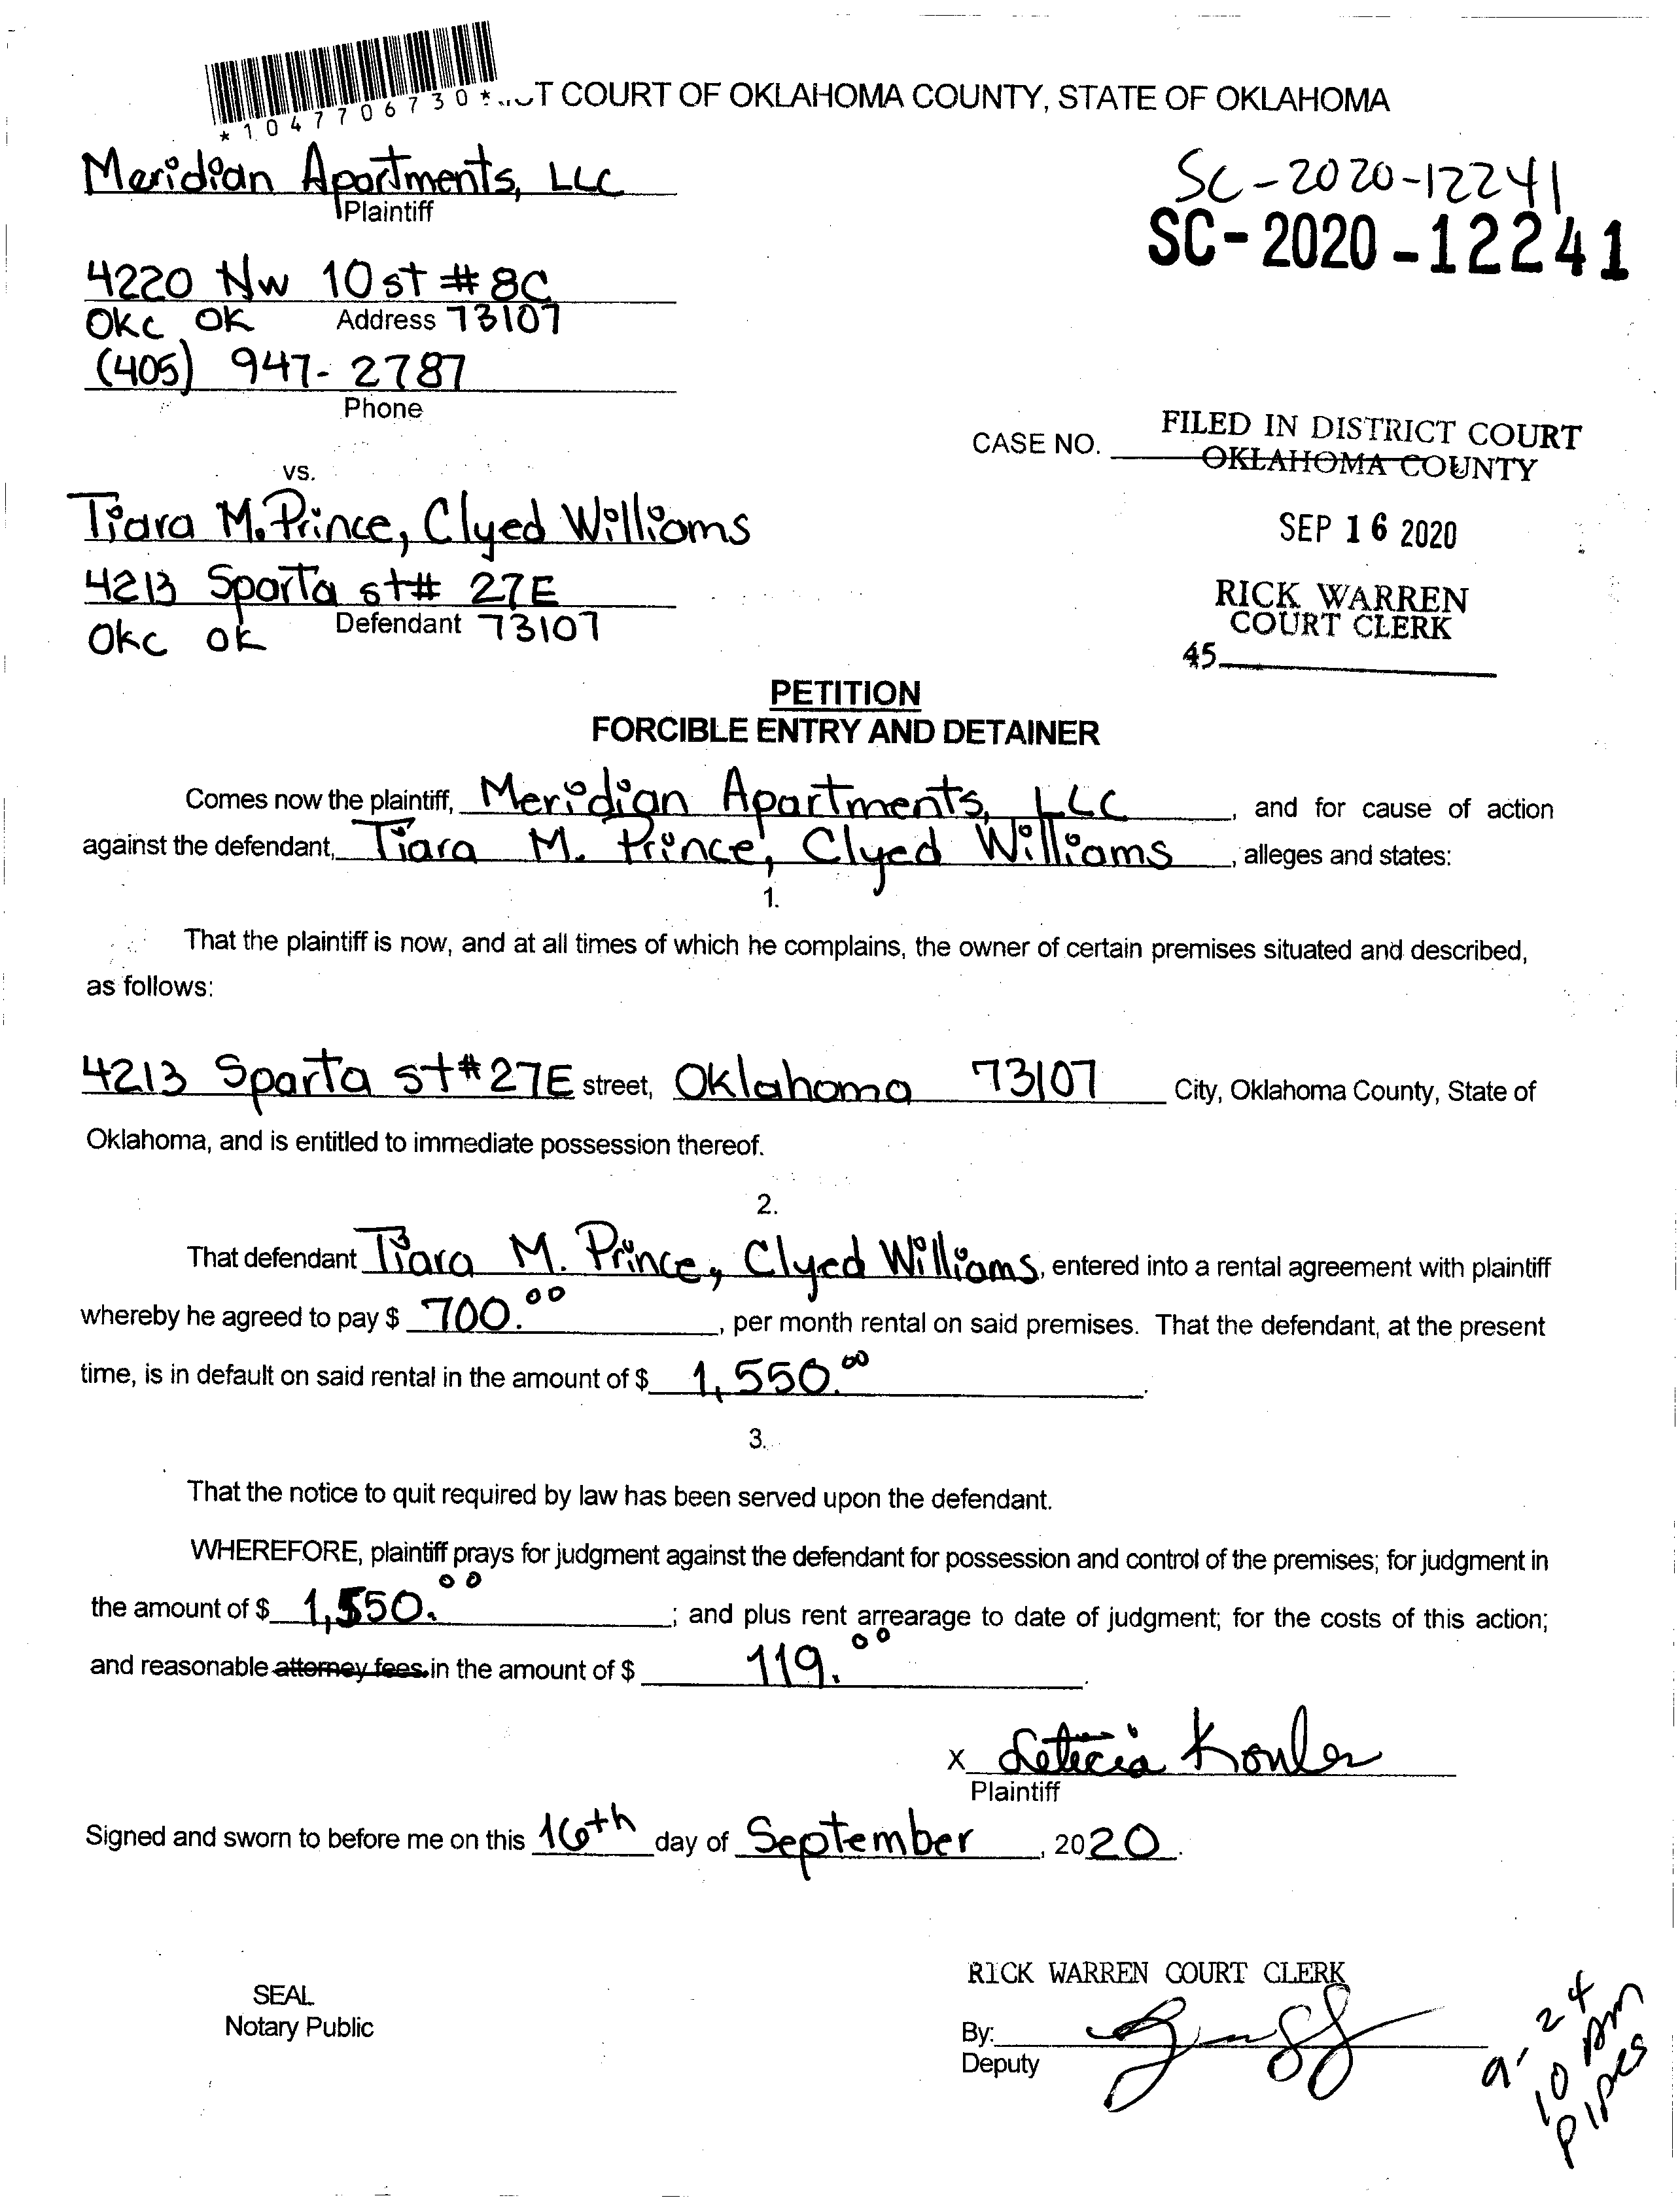 *1047706730*
T COURT OF OKLAHOMA COUNTY, STATE OF OKLAHOMA
Meridian Apartments, LLC
Plaintiff
SC-2020-12241
SC-2020-12241
4220 NW 10 st # 8C
OKC OK Address 73107
(405) 947-2787
Phone
CASE NO.
FILED IN DISTRICT COURT
OKLAHOMA COUNTY
vs.
SEP 16 2020
Tiara M. Prince, Clyed Williams
4213 Sparta st# 27E
Defendant 73107
OKC OK
RICK WARREN
COURT CLERK
45
PETITION
FORCIBLE ENTRY AND DETAINER
Comes now the plaintiff, Meridian Apartments, LLC, and for cause of action
against the defendant, Tiara M. Prince, Clyed Williams, alleges and states:
1.
That the plaintiff is now, and at all times of which he complains, the owner of certain premises situated and described,
as follows:
4213 Sparta st # 27E street, Oklahoma 73107 City, Oklahoma County, State of
Oklahoma, and is entitled to immediate possession thereof.
2.
That defendant Tiara M. Prince, Clyed Williams, entered into a rental agreement with plaintiff
whereby he agreed to pay $ 700.00, per month rental on said premises. That the defendant, at the present
time, is in default on said rental in the amount of $ 1,550.00.
3.
That the notice to quit required by law has been served upon the defendant.
WHEREFORE, plaintiff prays for judgment against the defendant for possession and control of the premises; for judgment in
the amount of $ 1,550.00; and plus rent arrearage to date of judgment; for the costs of this action;
and reasonable attorney fees in the amount of $ 119.00.
X Leticia
Plaintiff
Signed and sworn to before me on this 16th day of September, 2020.
SEAL
Notary Public
RICK WARREN COURT CLERK
By:
Deputy
9-24
10 AM
Pipes